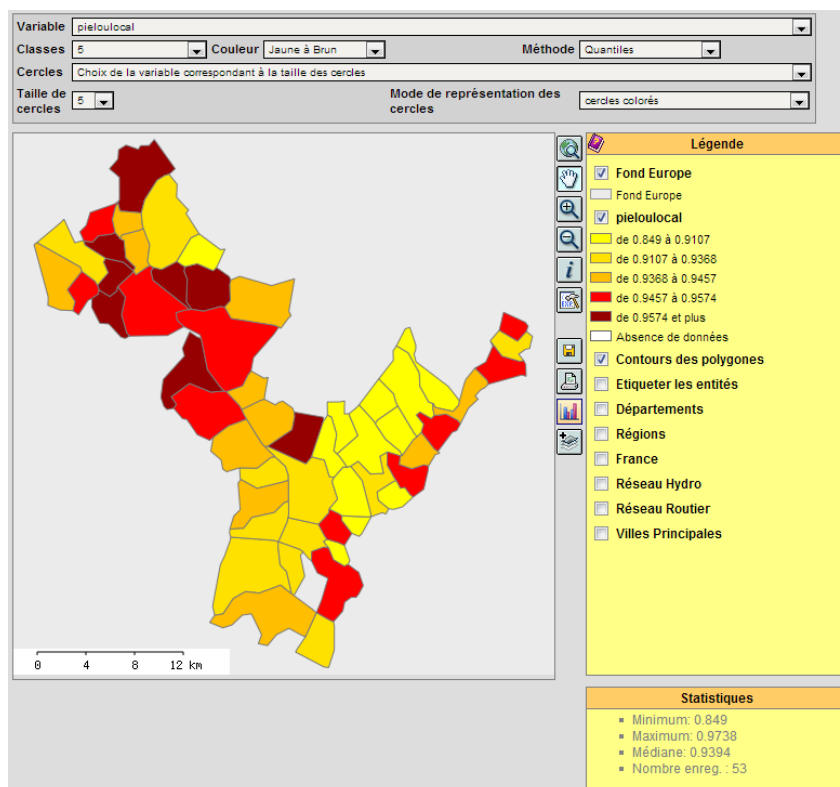 Variable pieloulocal
Classes 5 Couleur Jaune à Brun Méthode Quantiles
Cercles Choix de la variable correspondant à la taille des cercles
Taille de cercles 5 Mode de représentation des cercles cercles colorés
Légende
Fond Europe
Fond Europe
pieloulocal
de 0.849 à 0.9107
de 0.9107 à 0.9368
de 0.9368 à 0.9457
de 0.9457 à 0.9574
de 0.9574 et plus
Absence de données
Contours des polygones
Etiqueter les entités
Départements
Régions
France
Réseau Hydro
Réseau Routier
Villes Principales
0 4 8 12 km
Statistiques
Minimum: 0.849
Maximum: 0.9738
Médiane: 0.9394
Nombre enreg. : 53